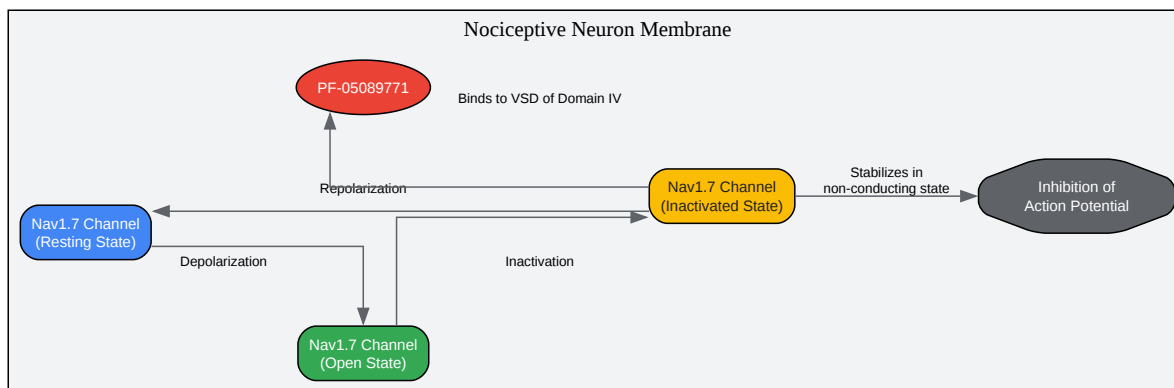 Nociceptive Neuron Membrane
PF-05089771
Binds to VSD of Domain IV
Repolarization
Nav1.7 Channel
(Inactivated State)
Stabilizes in
non-conducting state
Inhibition of
Action Potential
Nav1.7 Channel
(Resting State)
Depolarization
Inactivation
Nav1.7 Channel
(Open State)